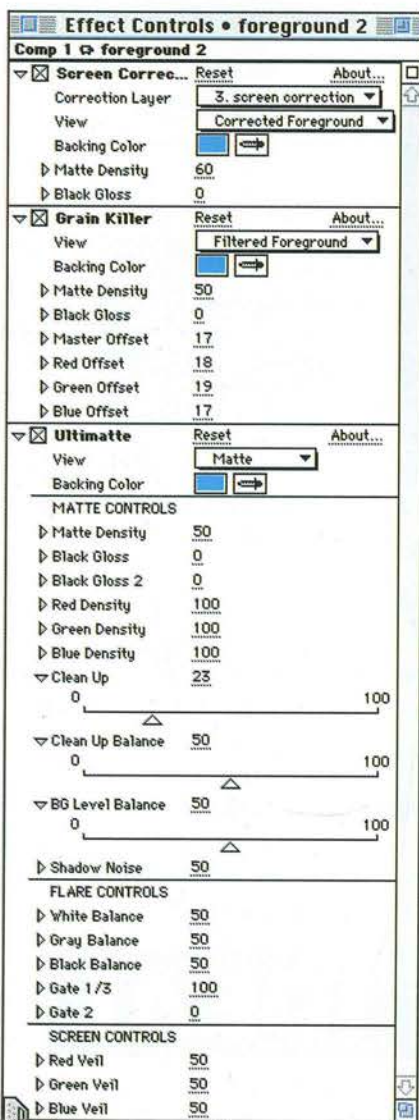 Effect Controls • foreground 2
Comp 1 foreground 2
Screen Correc... Reset About...
Correction Layer 3. screen correction
View Corrected Foreground
Backing Color
Matte Density 60
Black Gloss 0
Grain Killer Reset About...
View Filtered Foreground
Backing Color
Matte Density 50
Black Gloss 0
Master Offset 17
Red Offset 18
Green Offset 19
Blue Offset 17
Ultimatte Reset About...
View Matte
Backing Color
MATTE CONTROLS
Matte Density 50
Black Gloss 0
Black Gloss 2 0
Red Density 100
Green Density 100
Blue Density 100
Clean Up 23
0 100
Clean Up Balance 50
0 100
BG Level Balance 50
0 100
Shadow Noise 50
FLARE CONTROLS
White Balance 50
Gray Balance 50
Black Balance 50
Gate 1/3 100
Gate 2 0
SCREEN CONTROLS
Red Veil 50
Green Veil 50
Blue Veil 50